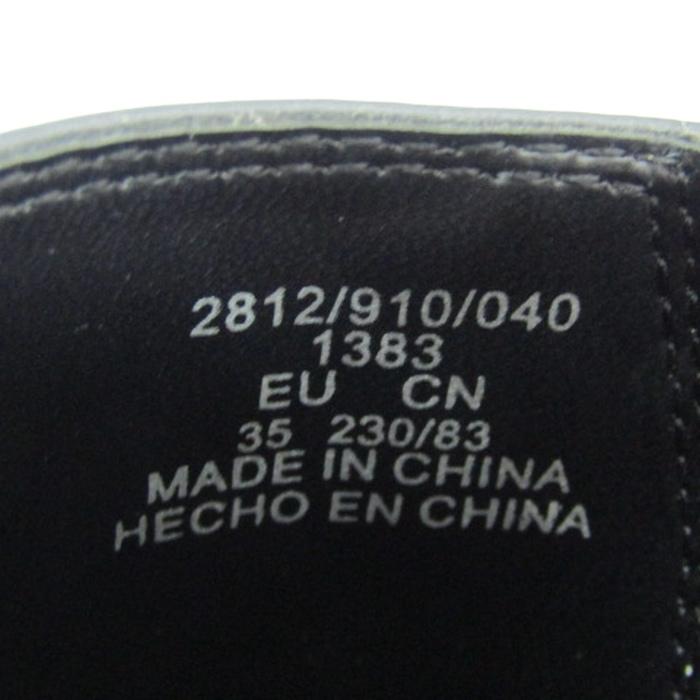 2812/910/040
1383
EU CN
35 230/83
MADE IN CHINA
HECHO EN CHINA